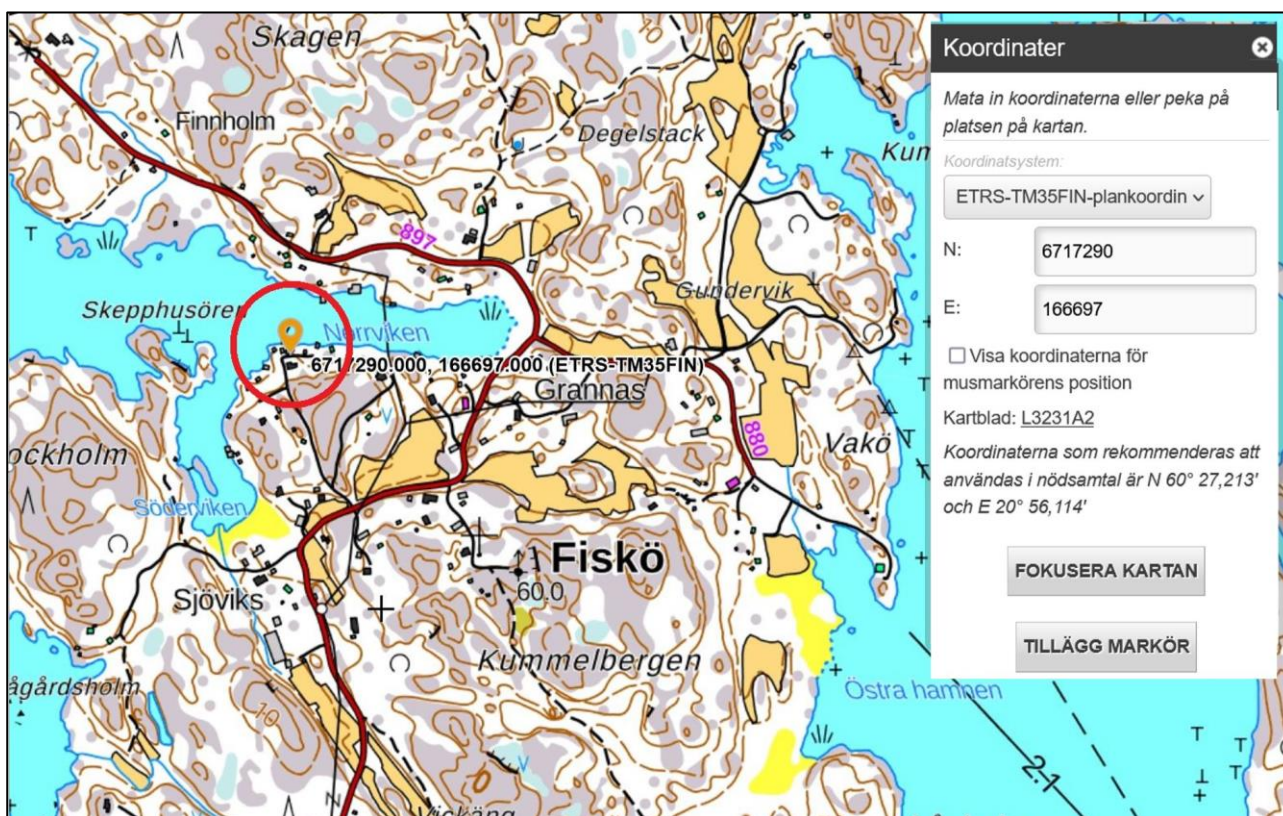 Skagen
Finnholm
Degelstack
897
Skepphusören
Norrviken
Gundervik
6717290.000, 166697.000 (ETRS-TM35FIN)
Grannas
880
Vakö
ockholm
Söderviken
Sjöviks
Fiskö
60.0
Kummelbergen
Östra hamnen
ågårdsholm
10
2-1
Kum
Koordinater
Mata in koordinaterna eller peka på
platsen på kartan.
Koordinatsystem:
ETRS-TM35FIN-plankoordin
N:
6717290
E:
166697
Visa koordinaterna för
musmarkörens position
Kartblad: L3231A2
Koordinaterna som rekommenderas att
användas i nödsamtal är N 60° 27,213'
och E 20° 56,114'
FOKUSERA KARTAN
TILLÄGG MARKÖR